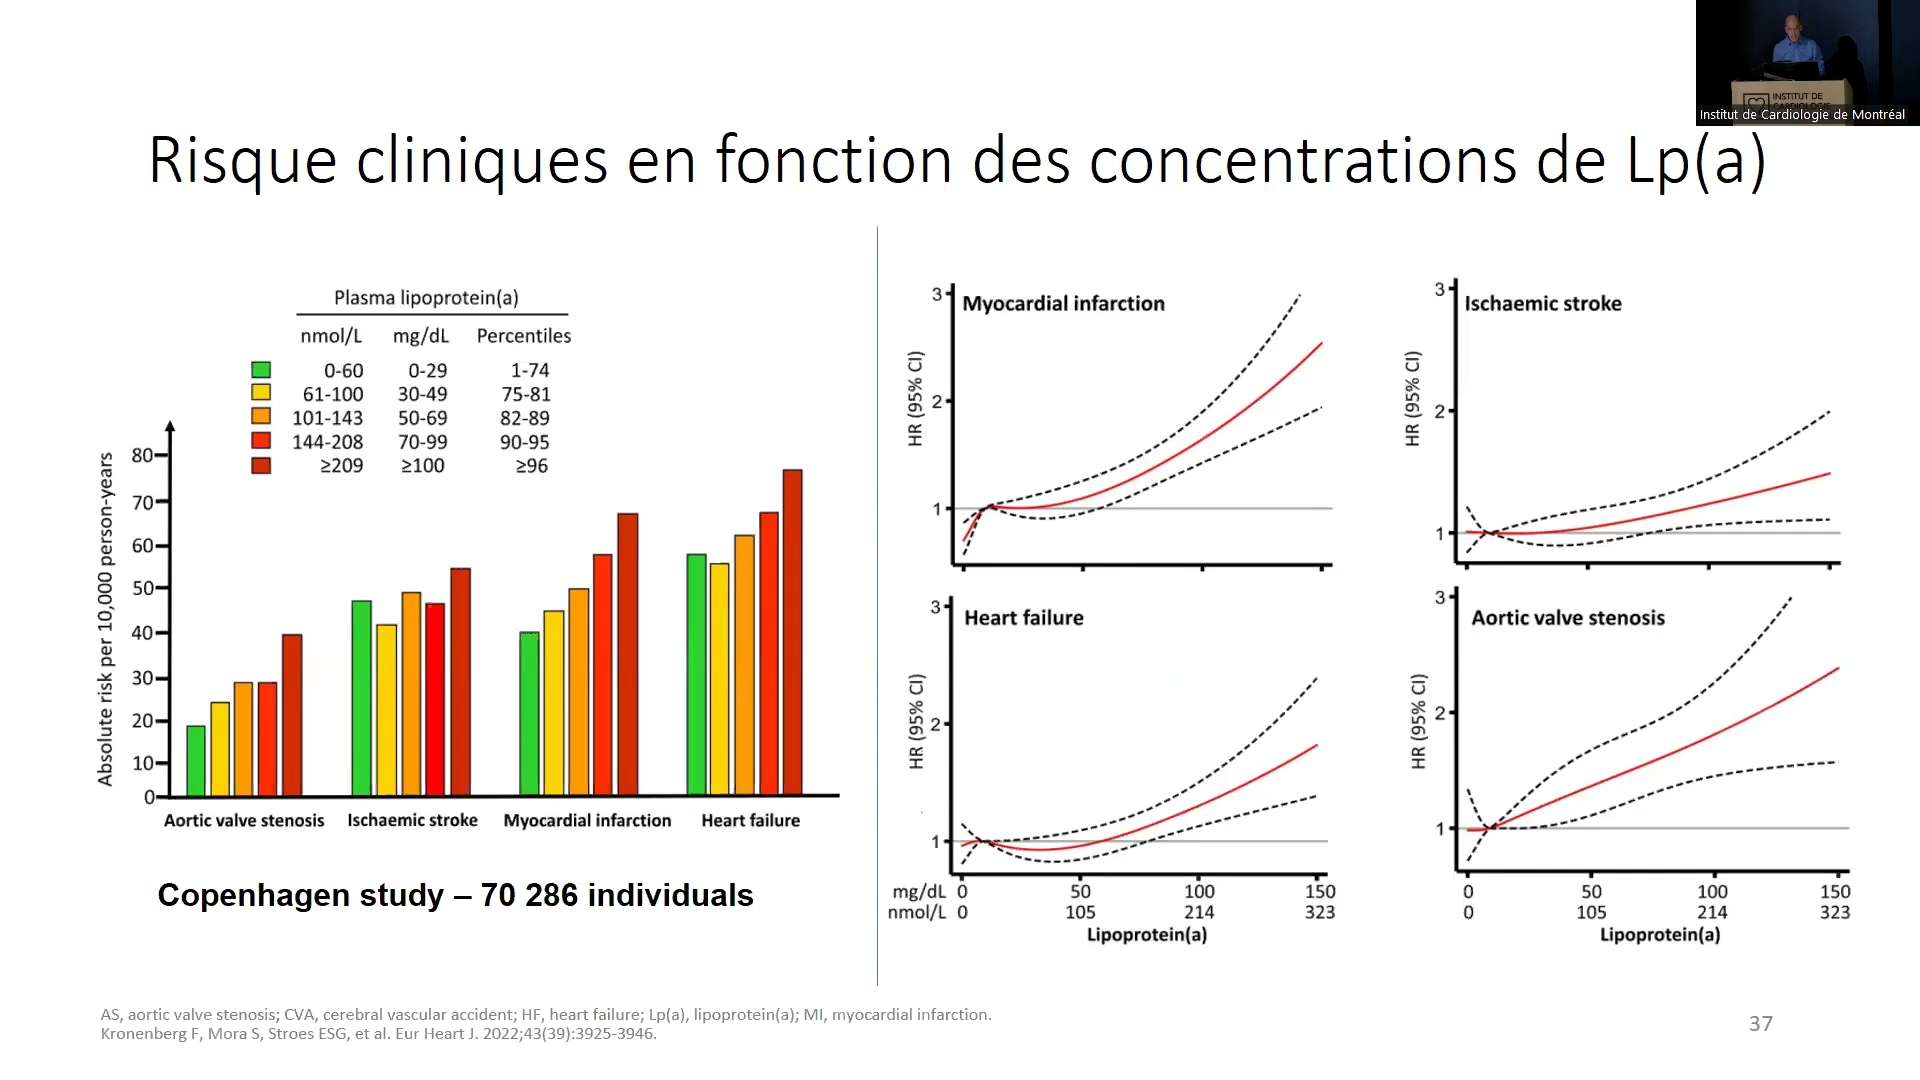 INSTITUT DE
CARDIOLOGIE
Institut de Cardiologie de Montréal
Risque cliniques en fonction des concentrations de Lp(a)
Plasma lipoprotein(a)
nmol/L mg/dL Percentiles
0-60 0-29 1-74
61-100 30-49 75-81
101-143 50-69 82-89
144-208 70-99 90-95
≥209 ≥100 ≥96
Absolute risk per 10,000 person-years
80
70
60
50
40
30
20
10
0
Aortic valve stenosis Ischaemic stroke Myocardial infarction Heart failure
Copenhagen study – 70 286 individuals
Myocardial infarction
HR (95% CI)
3
2
1
Ischaemic stroke
HR (95% CI)
3
2
1
Heart failure
HR (95% CI)
3
2
1
mg/dL 0 50 100 150
nmol/L 0 105 214 323
Lipoprotein(a)
Aortic valve stenosis
HR (95% CI)
3
2
1
0 50 100 150
0 105 214 323
Lipoprotein(a)
AS, aortic valve stenosis; CVA, cerebral vascular accident; HF, heart failure; Lp(a), lipoprotein(a); MI, myocardial infarction.
Kronenberg F, Mora S, Stroes ESG, et al. Eur Heart J. 2022;43(39):3925-3946.
37